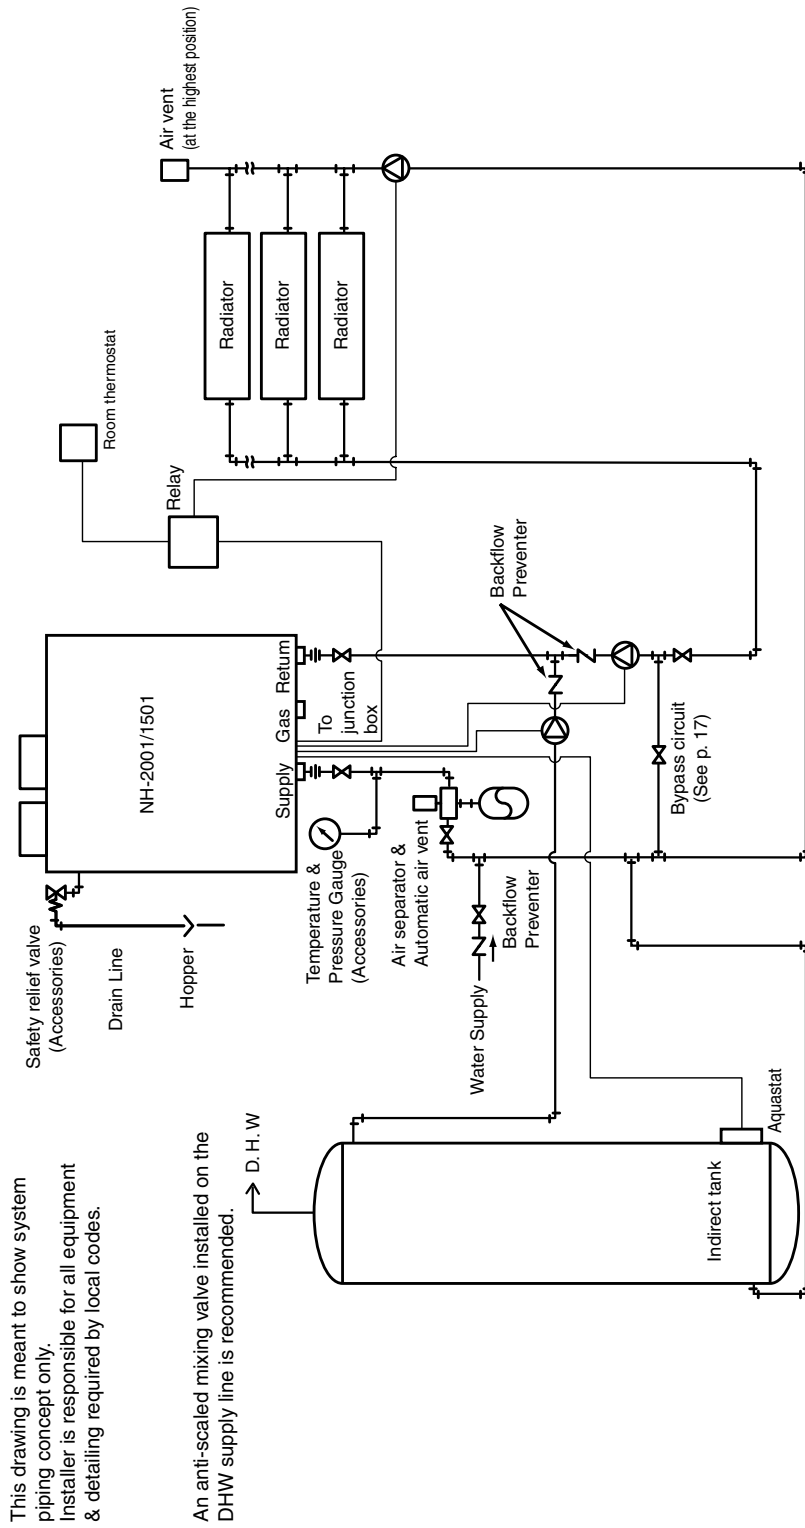 This drawing is meant to show system
piping concept only.
Installer is responsible for all equipment
& detailing required by local codes.
An anti-scaled mixing valve installed on the
DHW supply line is recommended.
Safety relief valve
(Accessories)
Drain Line
Hopper
NH-2001/1501
Supply
Gas
Return
To
junction
box
Temperature &
Pressure Gauge
(Accessories)
Air separator &
Automatic air vent
Water Supply
Backflow
Preventer
Backflow
Preventer
Bypass circuit
(See p. 17)
Relay
Room thermostat
Air vent
(at the highest position)
Radiator
Radiator
Radiator
D. H. W
Indirect tank
Aquastat